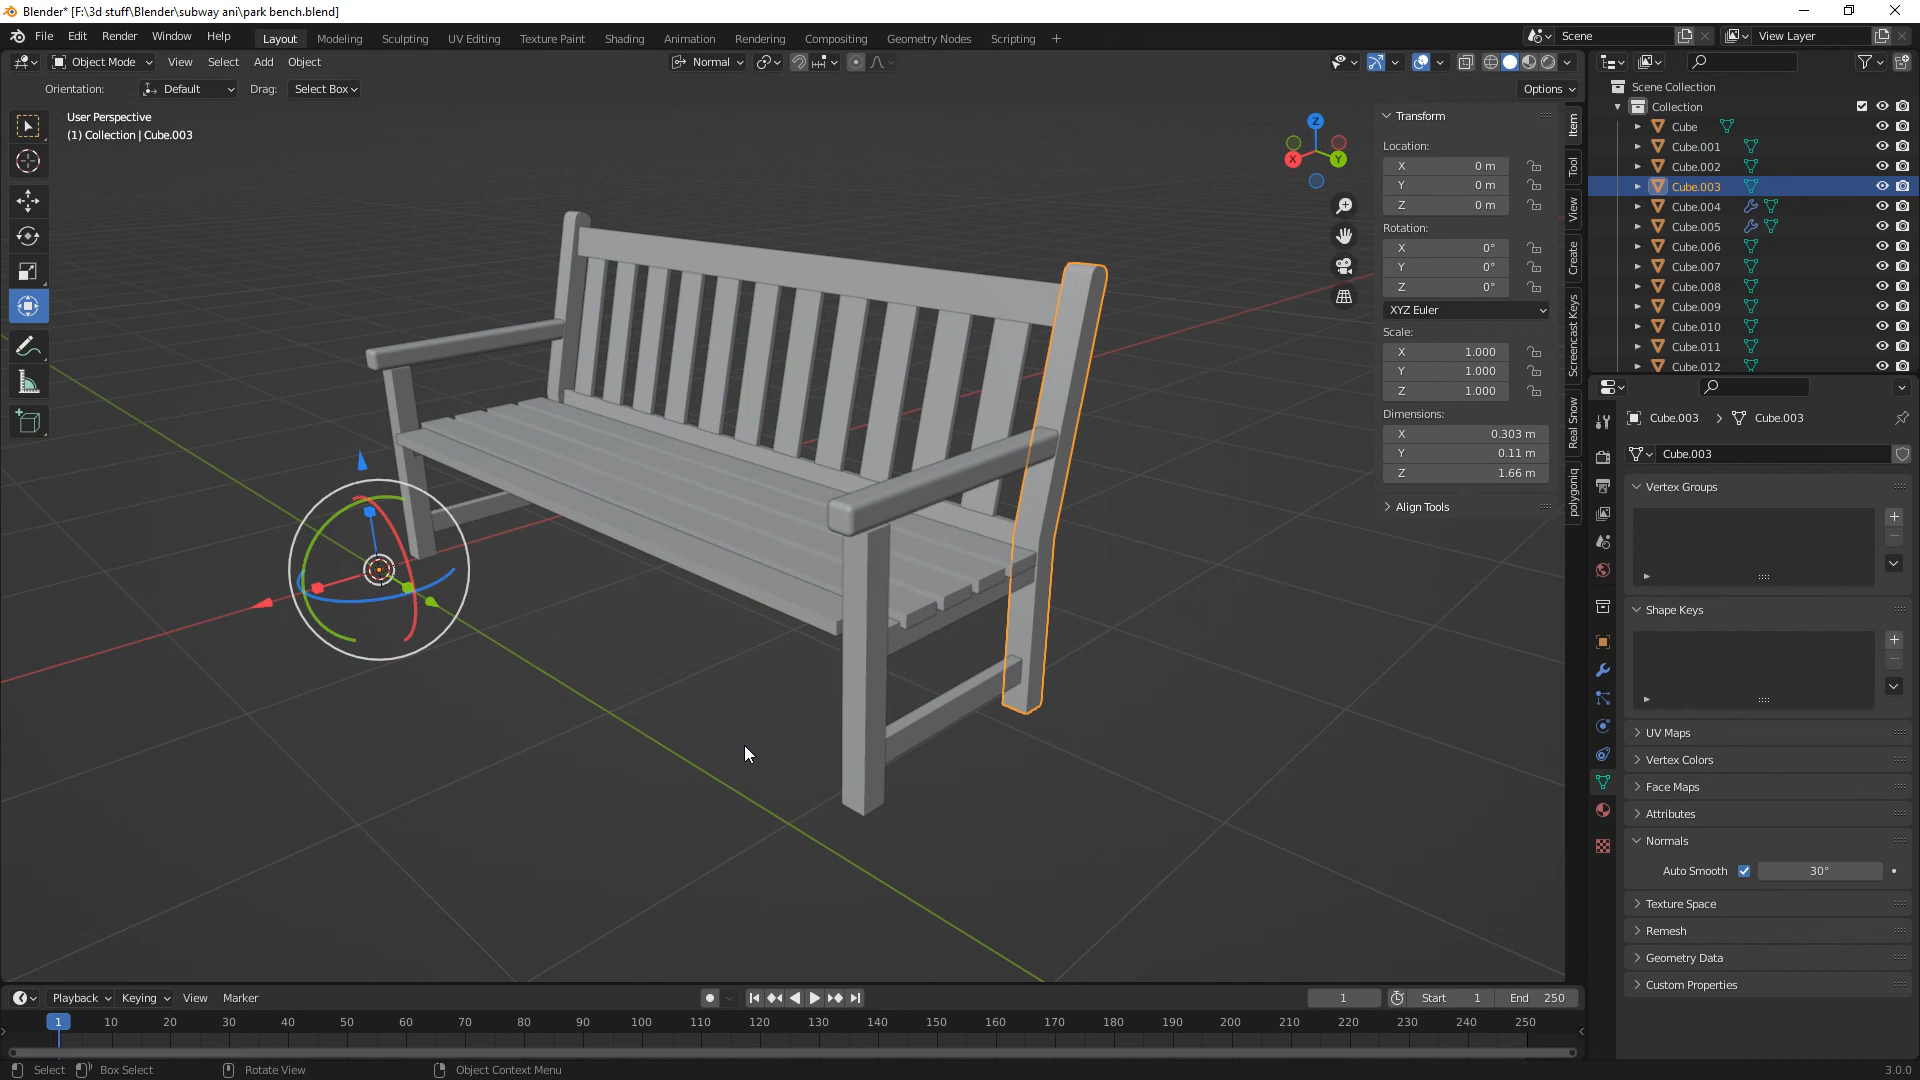 Blender* [F:\3d stuff\Blender\subway ani\park bench.blend]
File Edit Render Window Help
Layout Modeling Sculpting UV Editing Texture Paint Shading Animation Rendering Compositing Geometry Nodes Scripting +
Scene
View Layer
Object Mode View Select Add Object
Normal
Orientation: Default Drag: Select Box
Options
User Perspective
(1) Collection | Cube.003
Z
X
Y
Transform
Location:
X 0 m
Y 0 m
Z 0 m
Rotation:
X 0°
Y 0°
Z 0°
XYZ Euler
Scale:
X 1.000
Y 1.000
Z 1.000
Dimensions:
X 0.303 m
Y 0.11 m
Z 1.66 m
Align Tools
Item
Tool
View
Create
Screencast Keys
Real Snow
polygoniq
Scene Collection
Collection
Cube
Cube.001
Cube.002
Cube.003
Cube.004
Cube.005
Cube.006
Cube.007
Cube.008
Cube.009
Cube.010
Cube.011
Cube.012
Cube.003 > Cube.003
Cube.003
Vertex Groups
Shape Keys
UV Maps
Vertex Colors
Face Maps
Attributes
Normals
Auto Smooth 30°
Texture Space
Remesh
Geometry Data
Custom Properties
Playback Keying View Marker
1 Start 1 End 250
1 10 20 30 40 50 60 70 80 90 100 110 120 130 140 150 160 170 180 190 200 210 220 230 240 250
Select Box Select Rotate View Object Context Menu
3.0.0